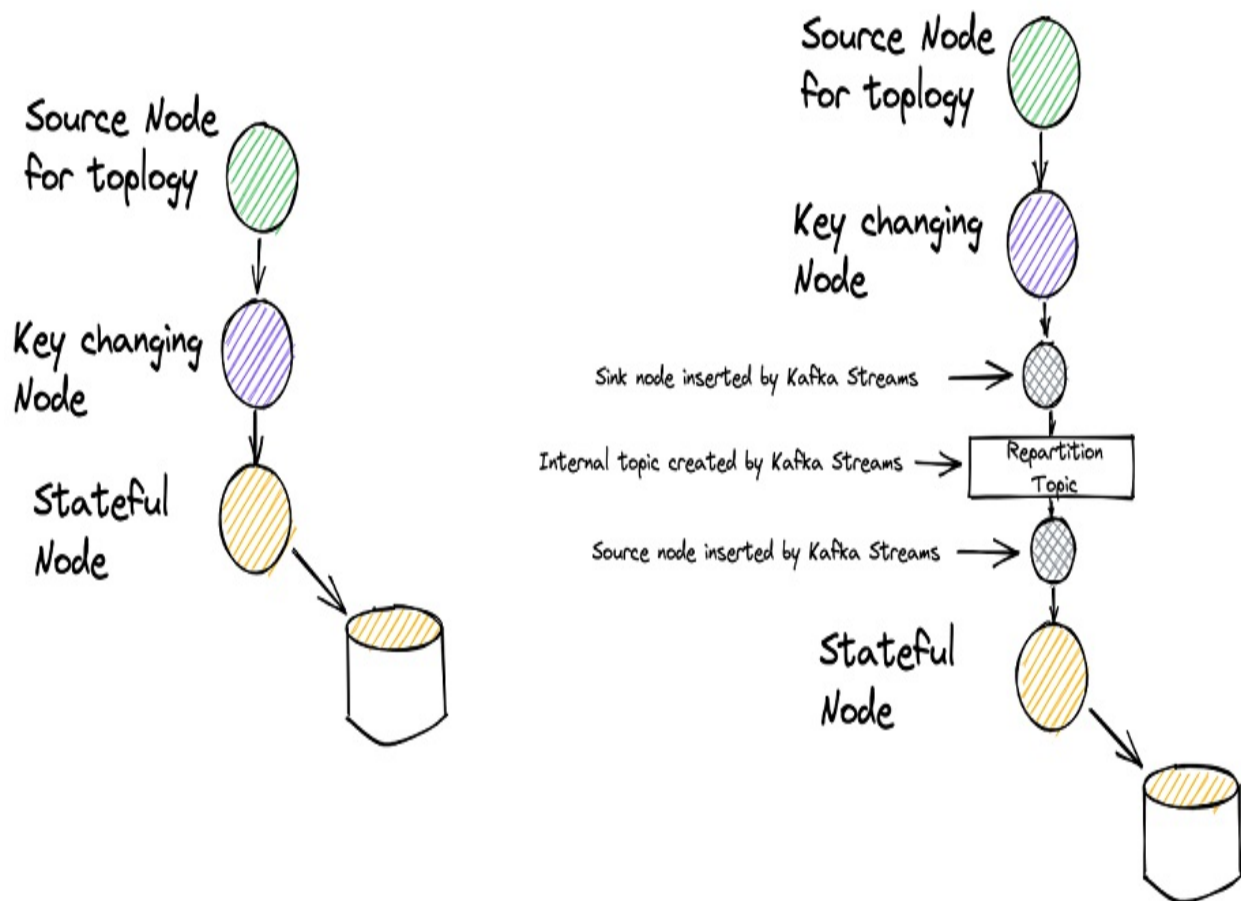 Source Node
for toplogy
Key changing
Node
Stateful
Node
Source Node
for toplogy
Key changing
Node
Sink node inserted by Kafka Streams
Internal topic created by Kafka Streams
Repartition
Topic
Source node inserted by Kafka Streams
Stateful
Node